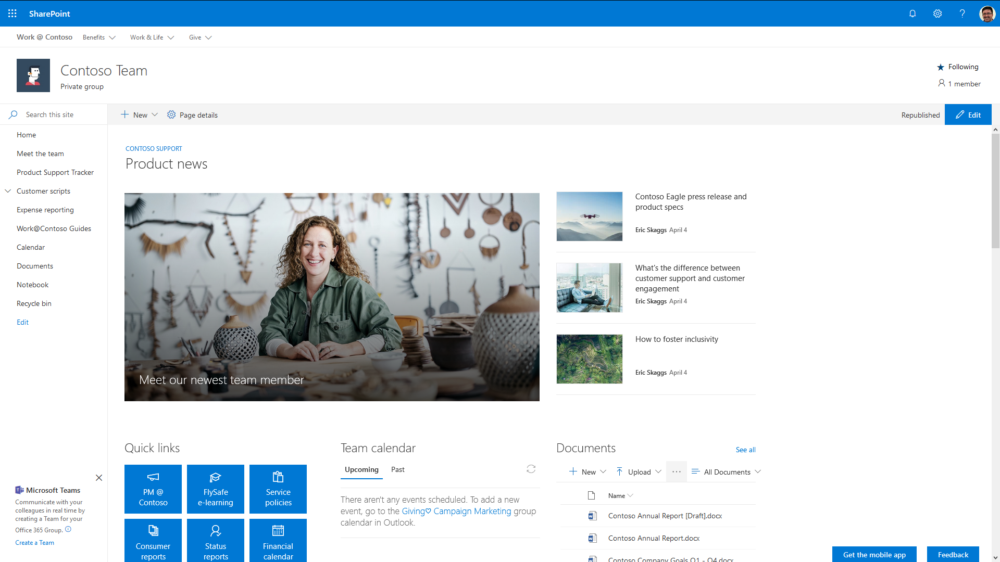 SharePoint
Work @ Contoso
Benefits
Work & Life
Give
Contoso Team
Private group
Following
1 member
Search this site
New
Page details
Republished
Edit
Home
Meet the team
Product Support Tracker
Customer scripts
Expense reporting
Work@Contoso Guides
Calendar
Documents
Notebook
Recycle bin
Edit
Microsoft Teams
Communicate with your
colleagues in real time by
creating a Team for your
Office 365 Group.
Create a Team
CONTOSO SUPPORT
Product news
Meet our newest team member
Contoso Eagle press release and
product specs
Eric Skaggs April 4
What's the difference between
customer support and customer
engagement
Eric Skaggs April 4
How to foster inclusivity
Eric Skaggs April 4
Quick links
PM @
Contoso
FlySafe
e-learning
Service
policies
Consumer
reports
Status
reports
Financial
calendar
Team calendar
Upcoming
Past
There aren't any events scheduled. To add a new
event, go to the Giving♡ Campaign Marketing group
calendar in Outlook.
Documents
See all
New
Upload
All Documents
Name
Contoso Annual Report [Draft].docx
Contoso Annual Report.docx
Contoso Company Goals Q1 - Q4.docx
Get the mobile app
Feedback